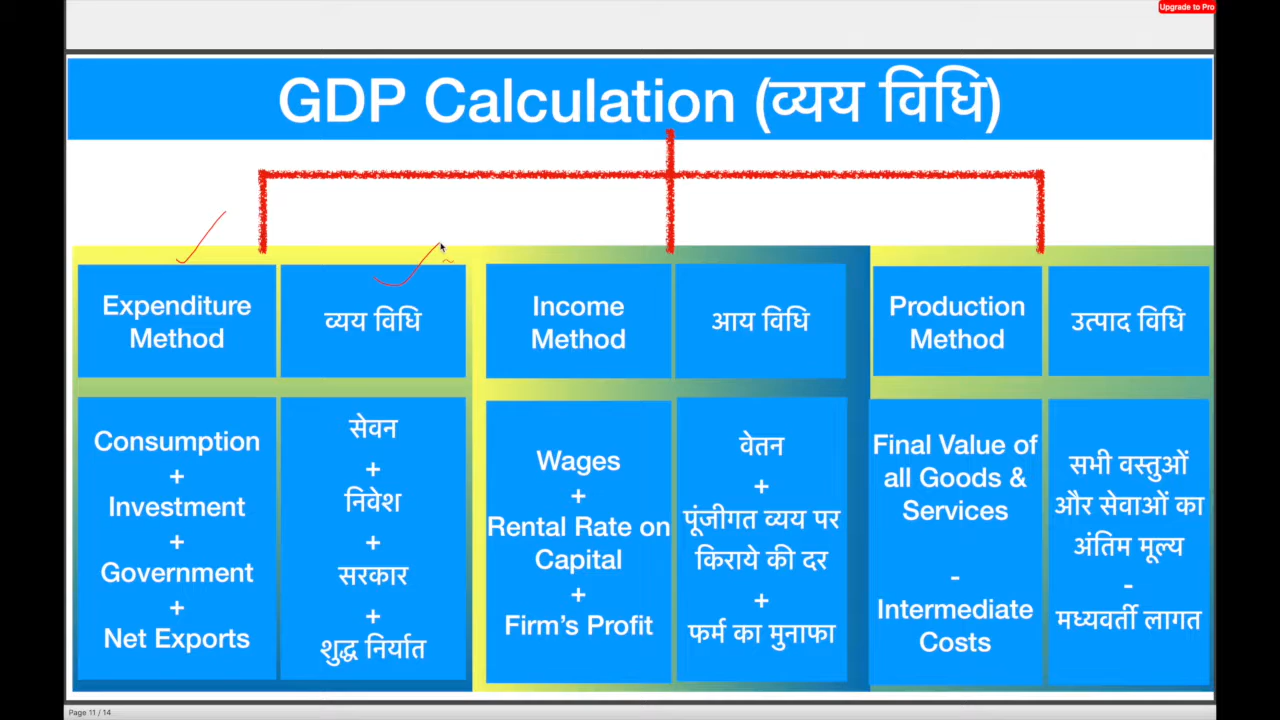 Upgrade to Pro
GDP Calculation (व्यय विधि)
Expenditure
Method
व्यय विधि
Income
Method
आय विधि
Production
Method
उत्पाद विधि
Consumption
+
Investment
+
Government
+
Net Exports
सेवन
+
निवेश
+
सरकार
+
शुद्ध निर्यात
Wages
+
Rental Rate on
Capital
+
Firm's Profit
वेतन
+
पूंजीगत व्यय पर
किराये की दर
+
फर्म का मुनाफा
Final Value of
all Goods &
Services
-
Intermediate
Costs
सभी वस्तुओं
और सेवाओं का
अंतिम मूल्य
-
मध्यवर्ती लागत
Page 11 / 14